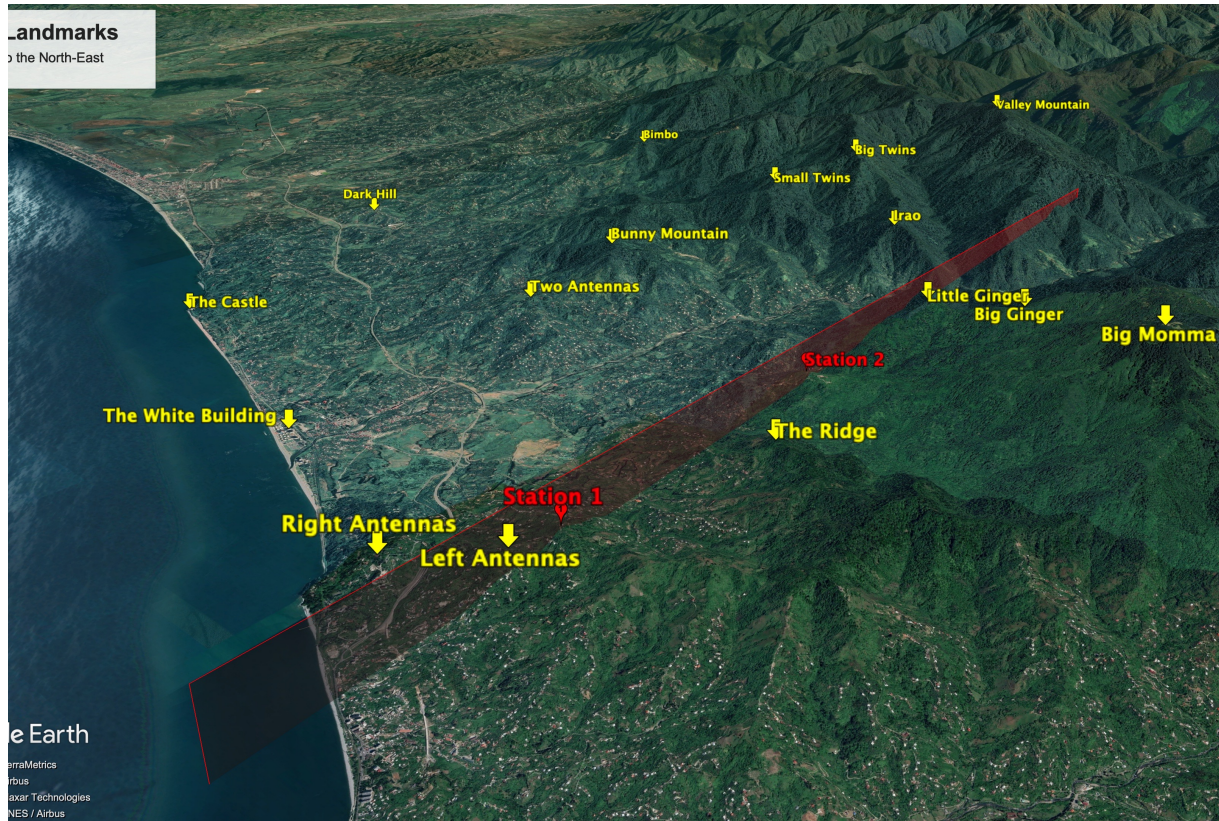 Landmarks
o the North-East
Valley Mountain
Bimbo
Big Twins
Small Twins
Dark Hill
Irao
Bunny Mountain
Two Antennas
The Castle
Little Ginger
Big Ginger
Big Momma
Station 2
The White Building
The Ridge
Station 1
Right Antennas
Left Antennas
le Earth
erraMetrics
irbus
axar Technologies
NES / Airbus